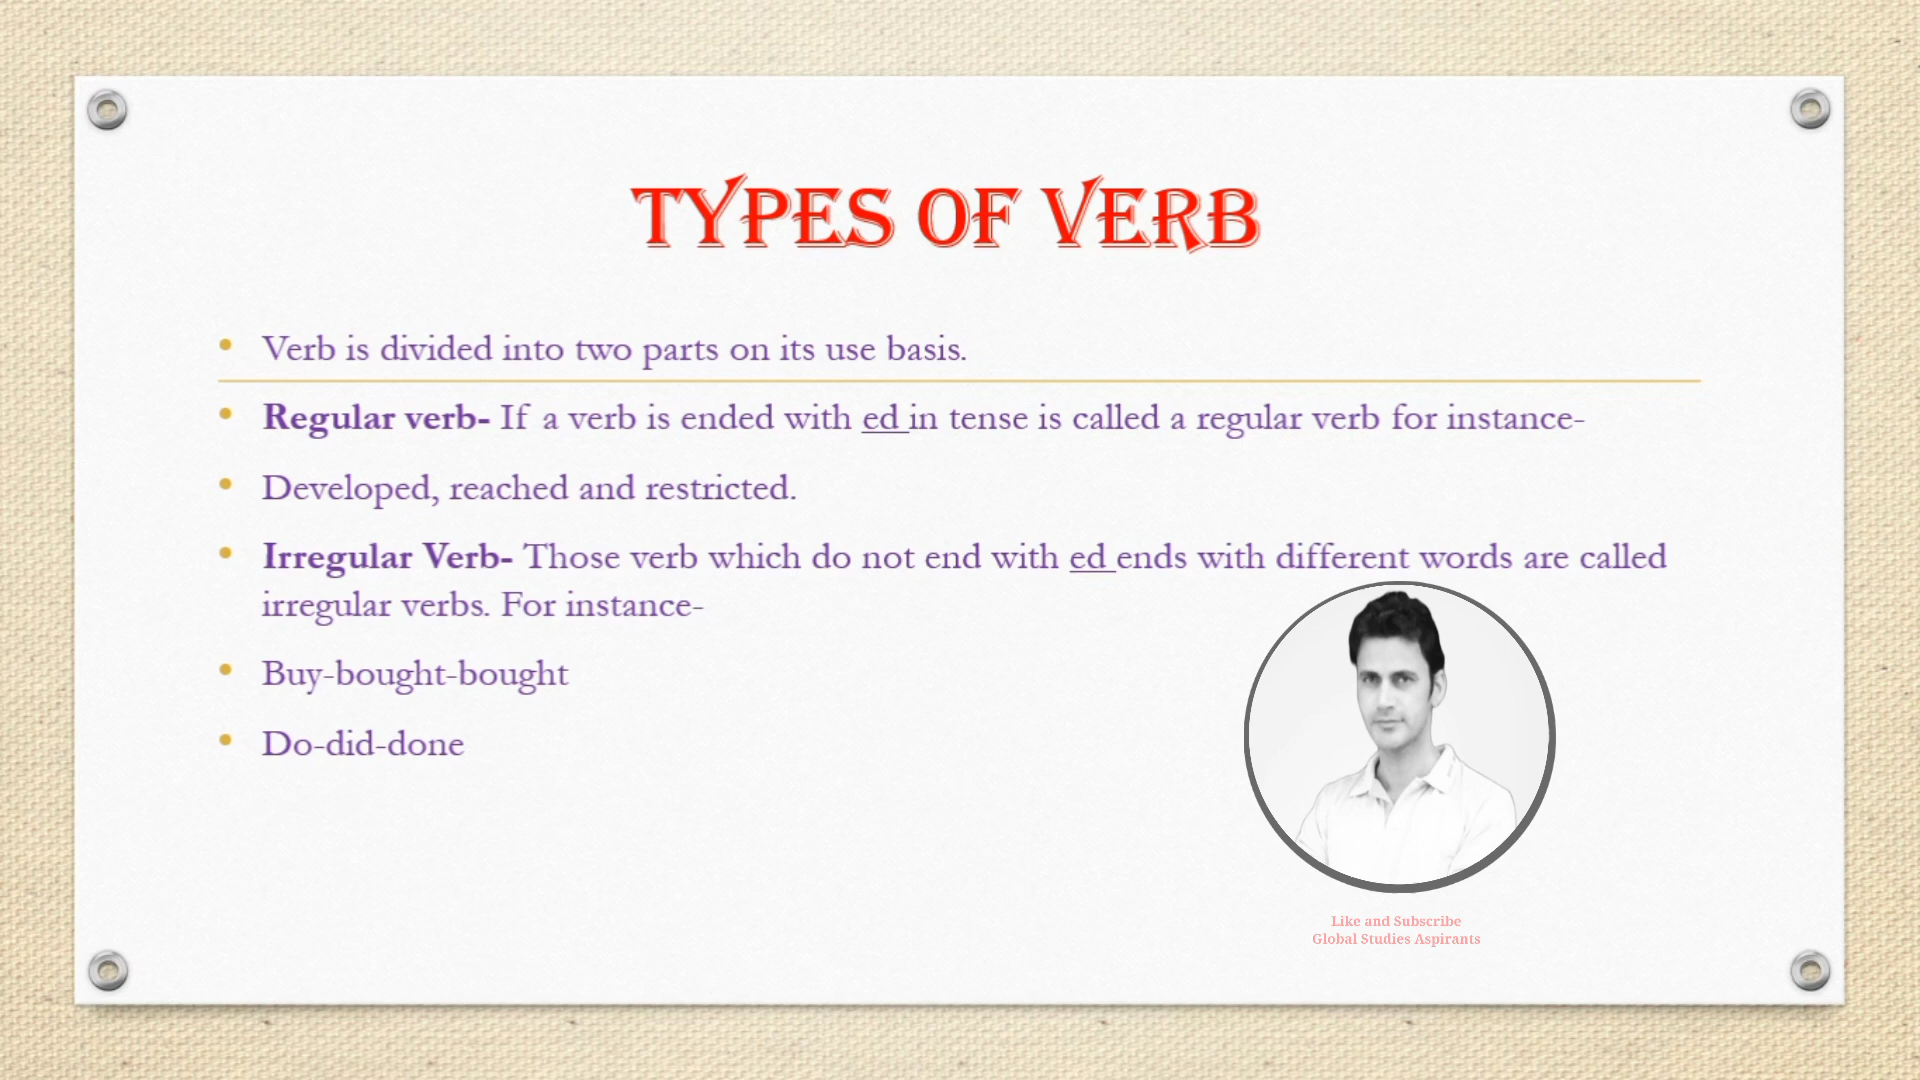 TYPES OF VERB
Verb is divided into two parts on its use basis.
Regular verb- If a verb is ended with ed in tense is called a regular verb for instance-
Developed, reached and restricted.
Irregular Verb- Those verb which do not end with ed ends with different words are called
irregular verbs. For instance-
Buy-bought-bought
Do-did-done
Like and Subscribe
Global Studies Aspirants